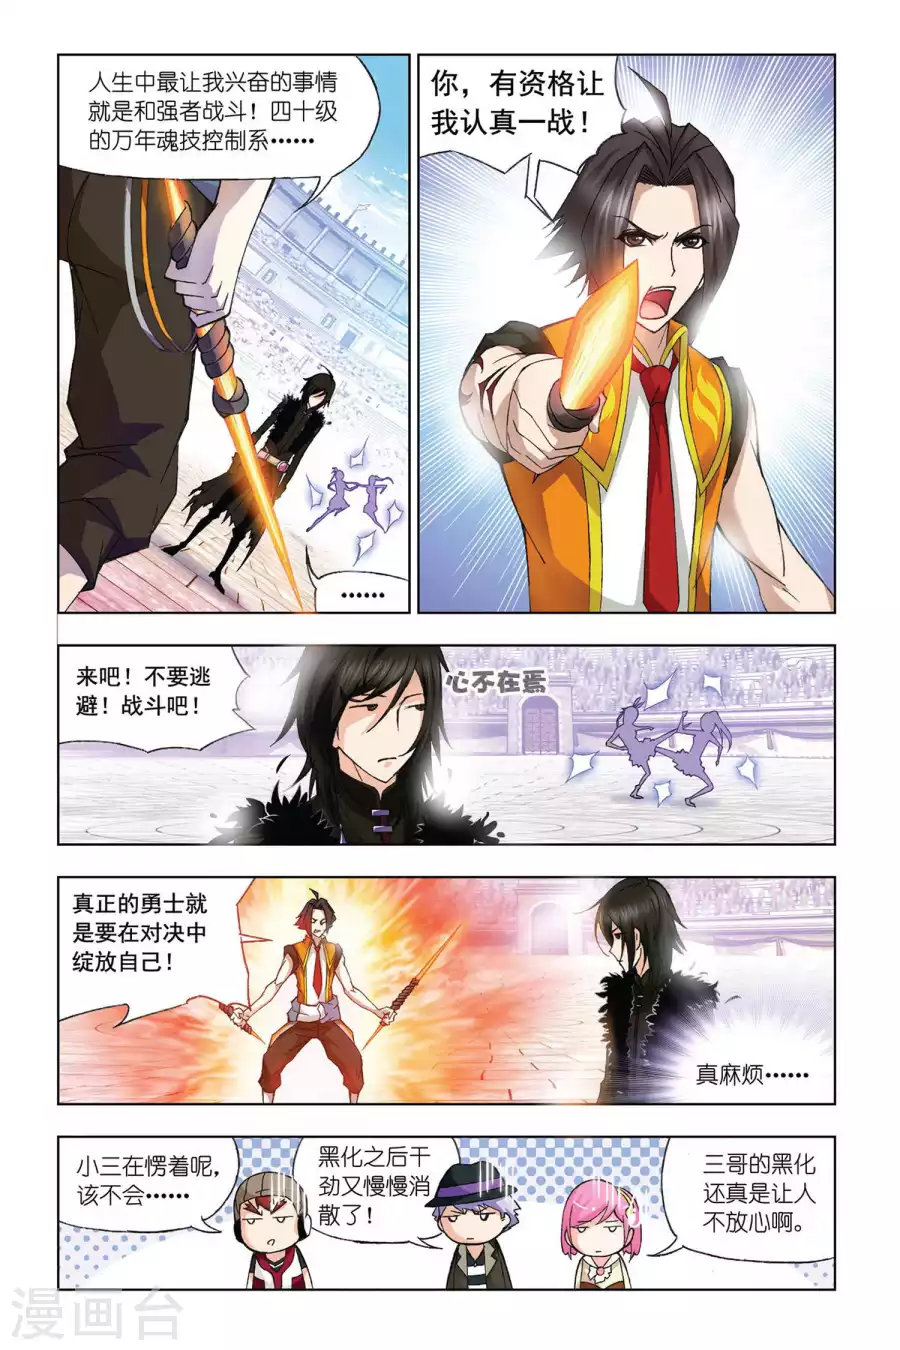 人生中最让我兴奋的事情
就是和强者战斗！四十级
的万年魂技控制系……
……
你，有资格让
我认真一战！
来吧！不要逃
避！战斗吧！
心不在焉
真正的勇士就
是要在对决中
绽放自己！
真麻烦……
小三在愣着呢，
该不会……
黑化之后干
劲又慢慢消
散了！
三哥的黑化
还真是让人
不放心啊。
漫画台